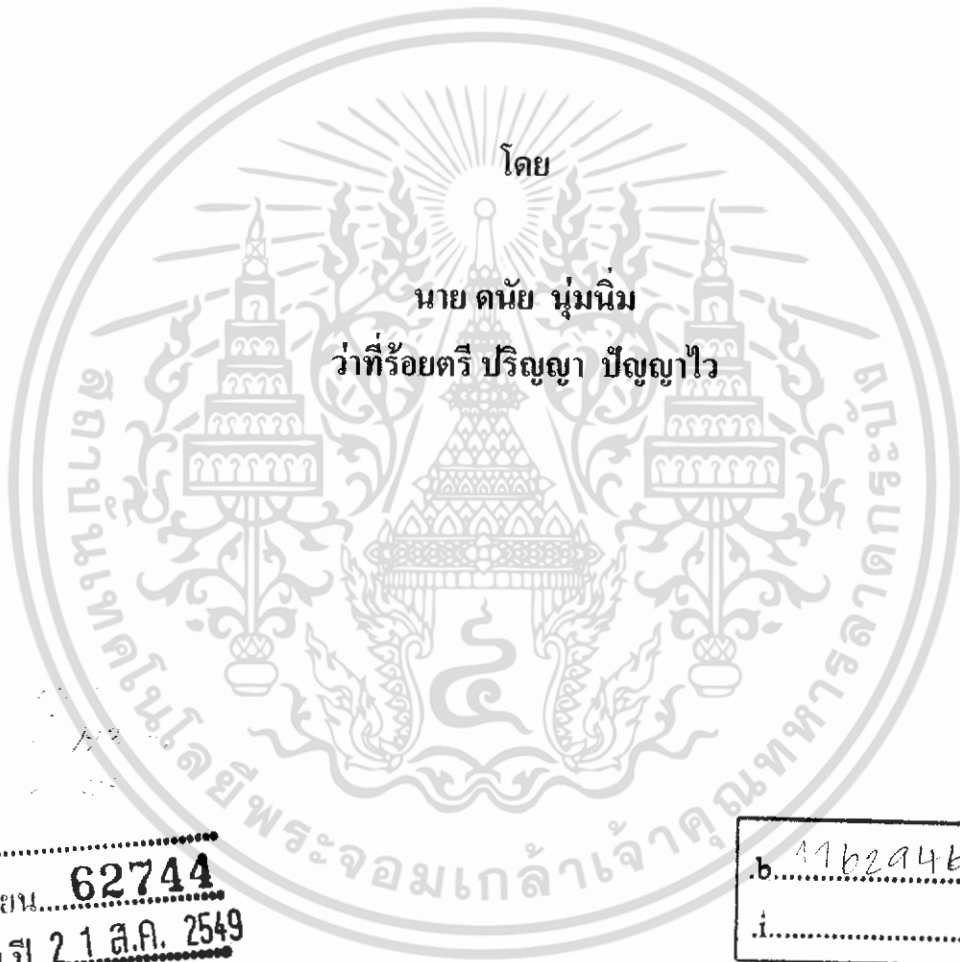 โดย
นาย ดนัย นุ่มนิ่ม
ว่าที่ร้อยตรี ปริญญา ปัญญาไว
สถาบันเทคโนโลยีพระจอมเกล้าเจ้าคุณทหารลาดกระบัง
62744
ปี 21 ส.ค. 2549
.b. 1162946
.i.